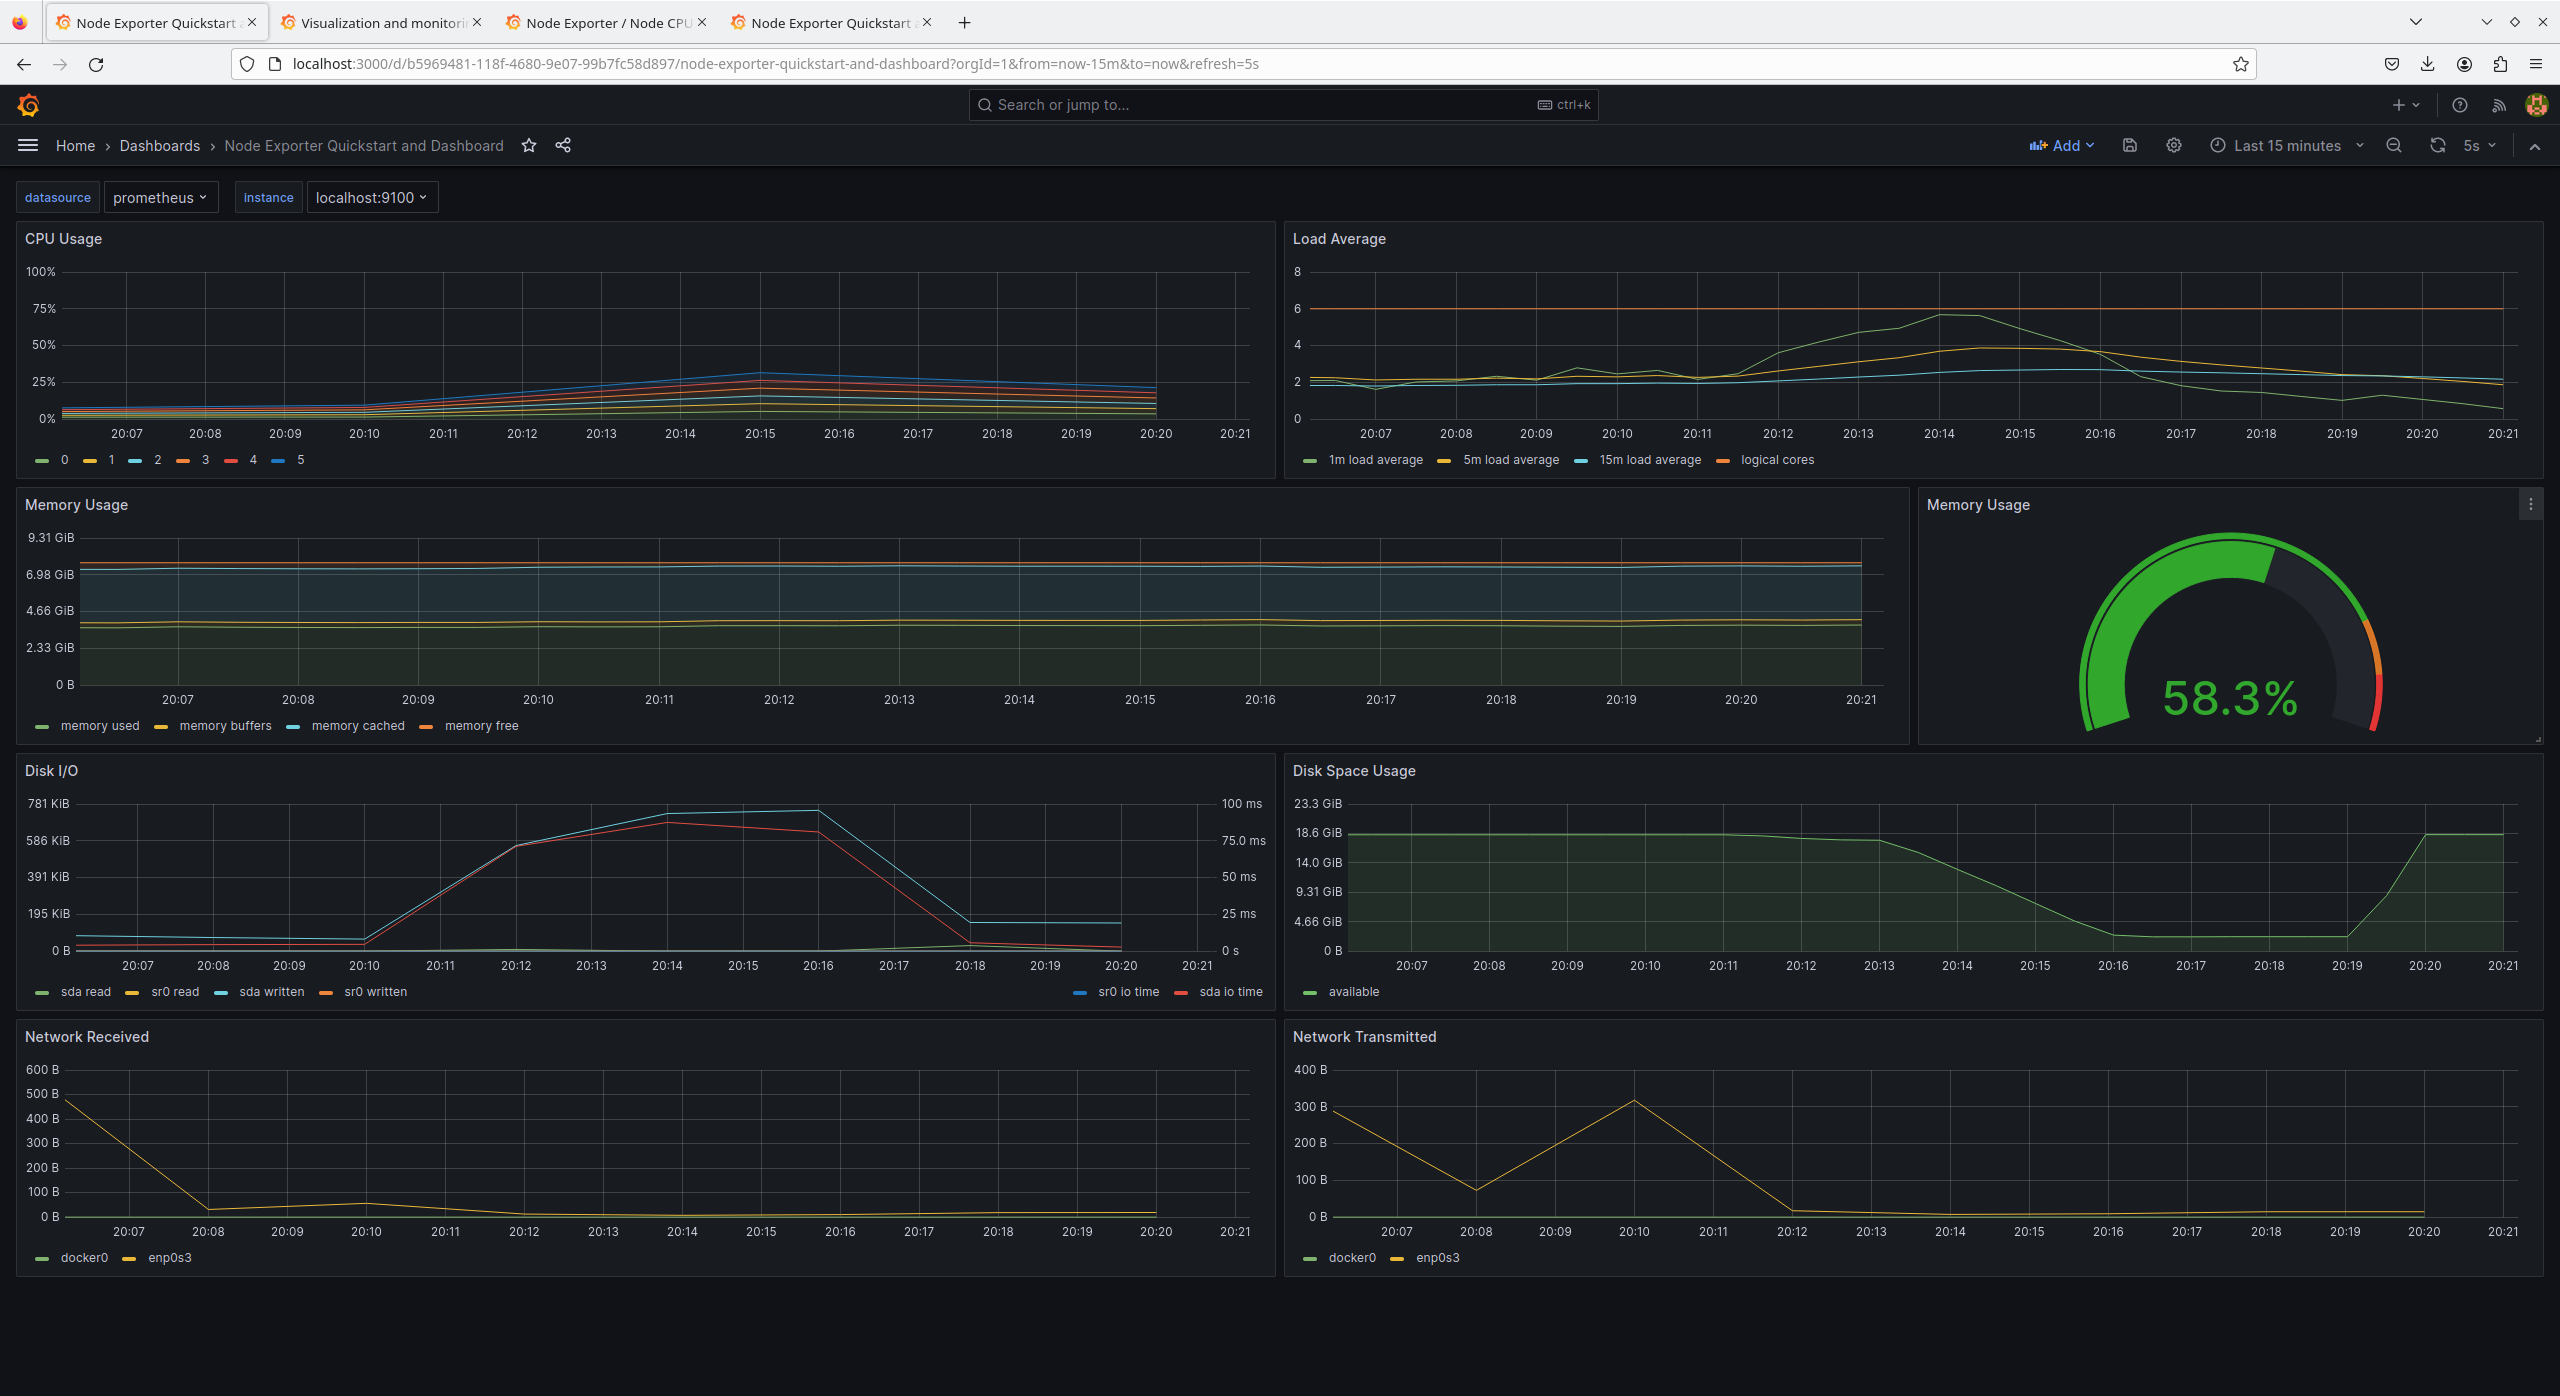 Node Exporter Quickstart Visualization and monitorin Node Exporter / Node CPU Node Exporter Quickstart
localhost:3000/d/b5969481-118f-4680-9e07-99b7fc58d897/node-exporter-quickstart-and-dashboard?orgId=1&from=now-15m&to=now&refresh=5s
Search or jump to... ctrl+k
Home › Dashboards › Node Exporter Quickstart and Dashboard Add Last 15 minutes 5s
datasource prometheus instance localhost:9100
CPU Usage
100%
75%
50%
25%
0%
20:07 20:08 20:09 20:10 20:11 20:12 20:13 20:14 20:15 20:16 20:17 20:18 20:19 20:20 20:21
0 1 2 3 4 5
Load Average
8
6
4
2
0
20:07 20:08 20:09 20:10 20:11 20:12 20:13 20:14 20:15 20:16 20:17 20:18 20:19 20:20 20:21
1m load average 5m load average 15m load average logical cores
Memory Usage
9.31 GiB
6.98 GiB
4.66 GiB
2.33 GiB
0 B
20:07 20:08 20:09 20:10 20:11 20:12 20:13 20:14 20:15 20:16 20:17 20:18 20:19 20:20 20:21
memory used memory buffers memory cached memory free
Memory Usage
58.3%
Disk I/O
781 KiB 100 ms
586 KiB 75.0 ms
391 KiB 50 ms
195 KiB 25 ms
0 B 0 s
20:07 20:08 20:09 20:10 20:11 20:12 20:13 20:14 20:15 20:16 20:17 20:18 20:19 20:20 20:21
sda read sr0 read sda written sr0 written sr0 io time sda io time
Disk Space Usage
23.3 GiB
18.6 GiB
14.0 GiB
9.31 GiB
4.66 GiB
0 B
20:07 20:08 20:09 20:10 20:11 20:12 20:13 20:14 20:15 20:16 20:17 20:18 20:19 20:20 20:21
available
Network Received
600 B
500 B
400 B
300 B
200 B
100 B
0 B
20:07 20:08 20:09 20:10 20:11 20:12 20:13 20:14 20:15 20:16 20:17 20:18 20:19 20:20 20:21
docker0 enp0s3
Network Transmitted
400 B
300 B
200 B
100 B
0 B
20:07 20:08 20:09 20:10 20:11 20:12 20:13 20:14 20:15 20:16 20:17 20:18 20:19 20:20 20:21
docker0 enp0s3